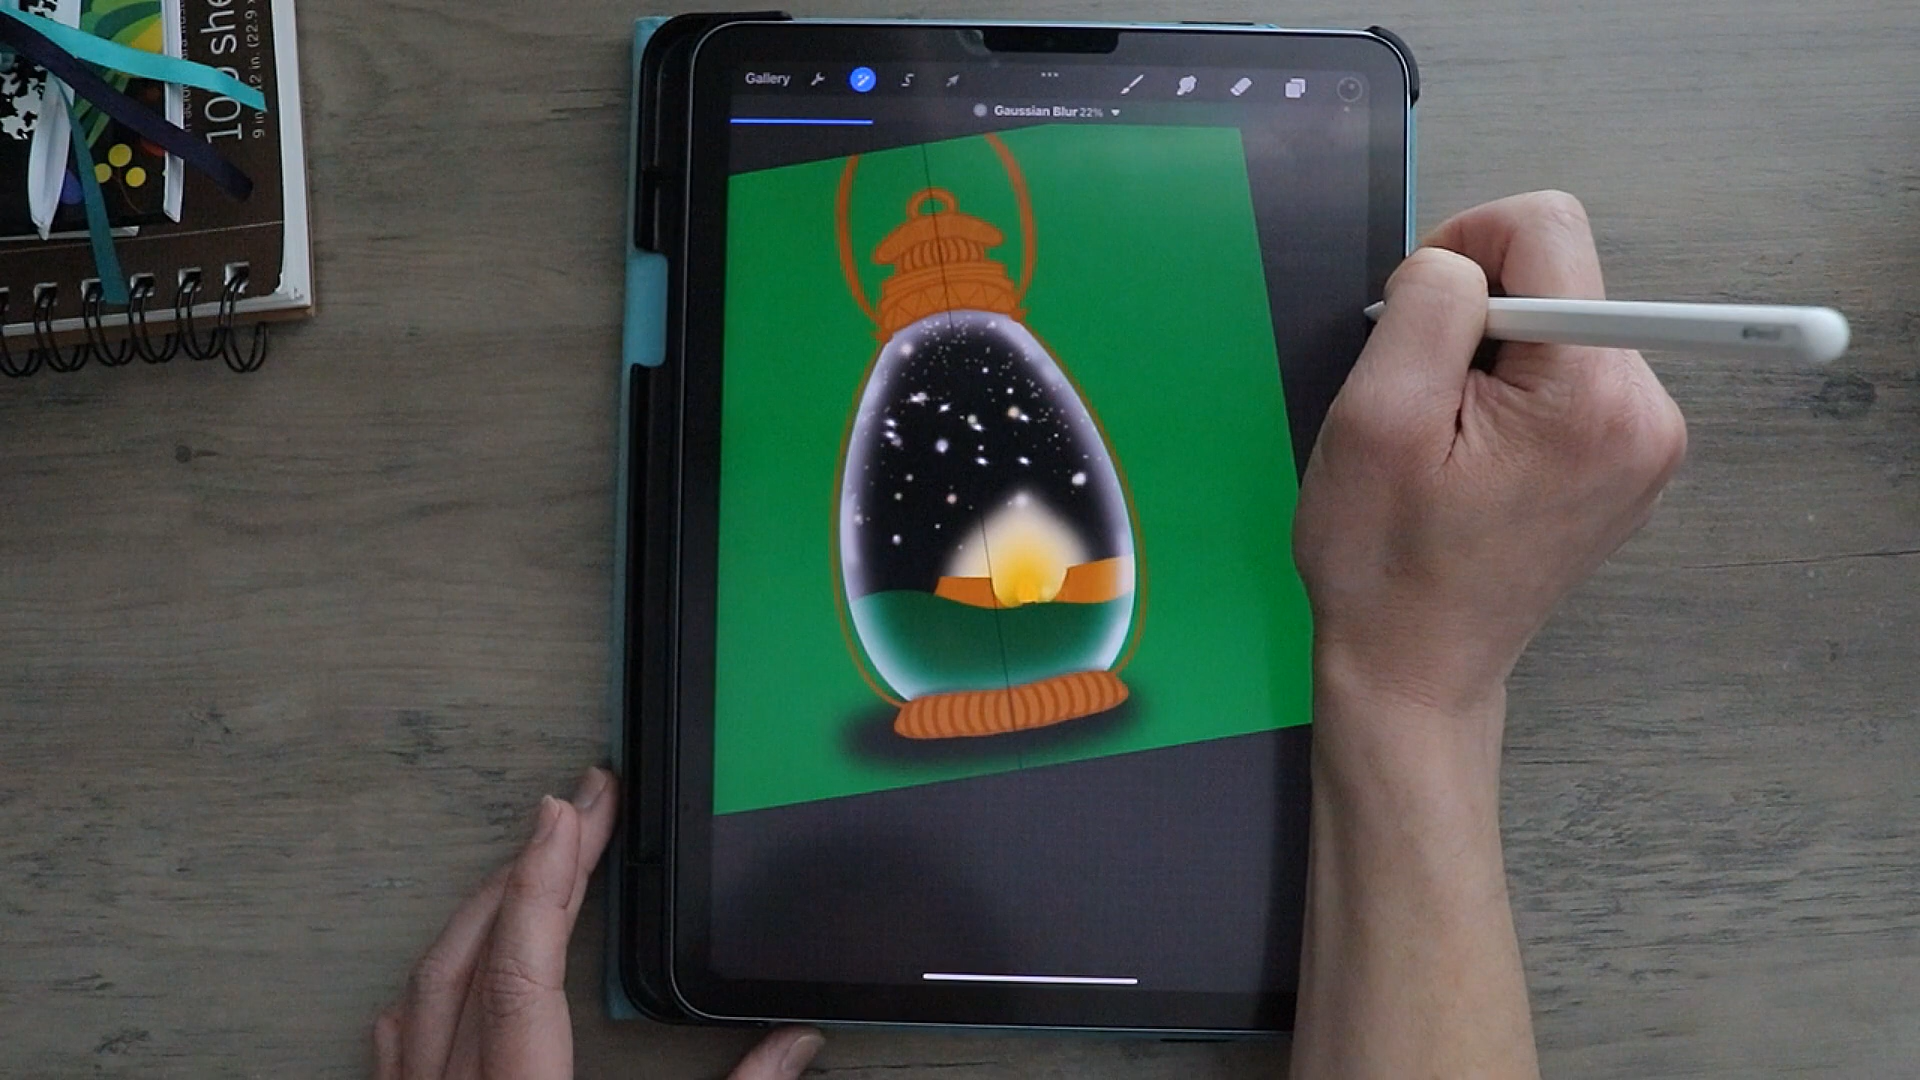 Gallery
Gaussian Blur 22%
100 she
9 in. x 12 in. (22.9 x